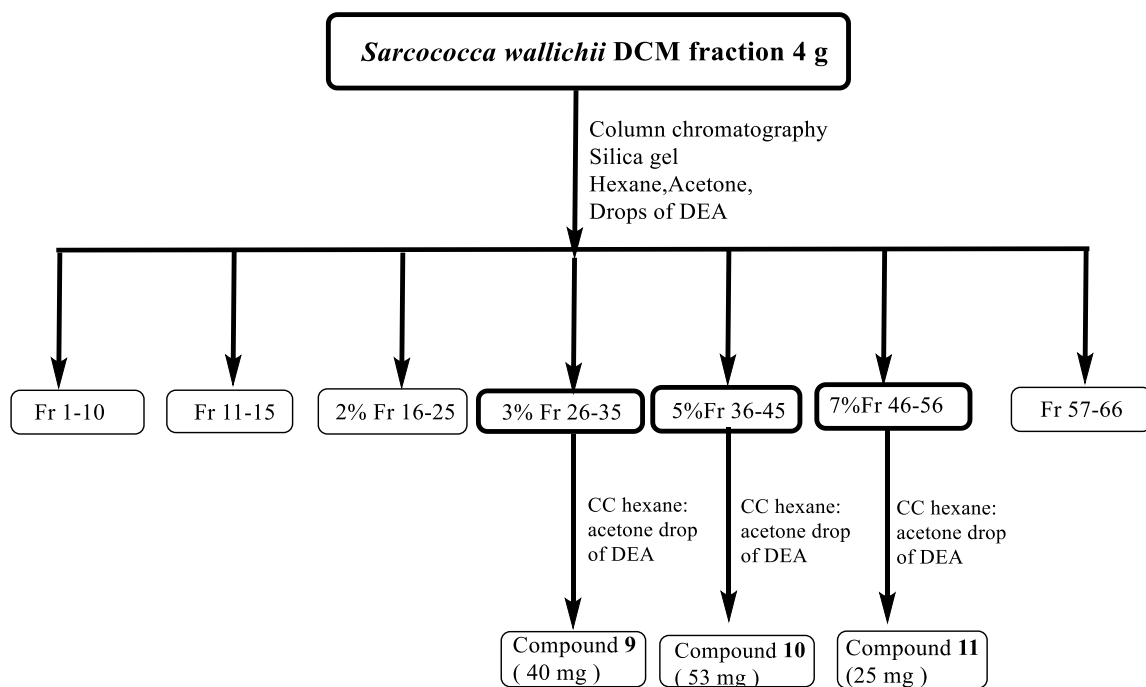 Sarcococca wallichii DCM fraction 4 g
Column chromatography
Silica gel
Hexane,Acetone,
Drops of DEA
Fr 1-10
Fr 11-15
2% Fr 16-25
3% Fr 26-35
5%Fr 36-45
7%Fr 46-56
Fr 57-66
CC hexane:
acetone drop
of DEA
CC hexane:
acetone drop
of DEA
CC hexane:
acetone drop
of DEA
Compound 9
( 40 mg )
Compound 10
( 53 mg )
Compound 11
(25 mg )